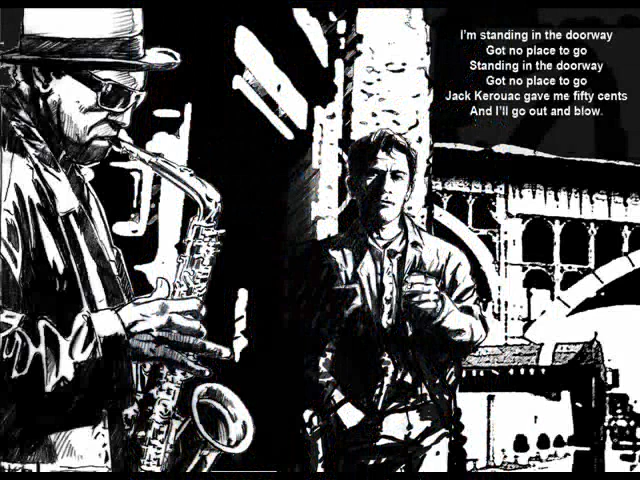 I'm standing in the doorway
Got no place to go
Standing in the doorway
Got no place to go
Jack Kerouac gave me fifty cents
And I'll go out and blow.